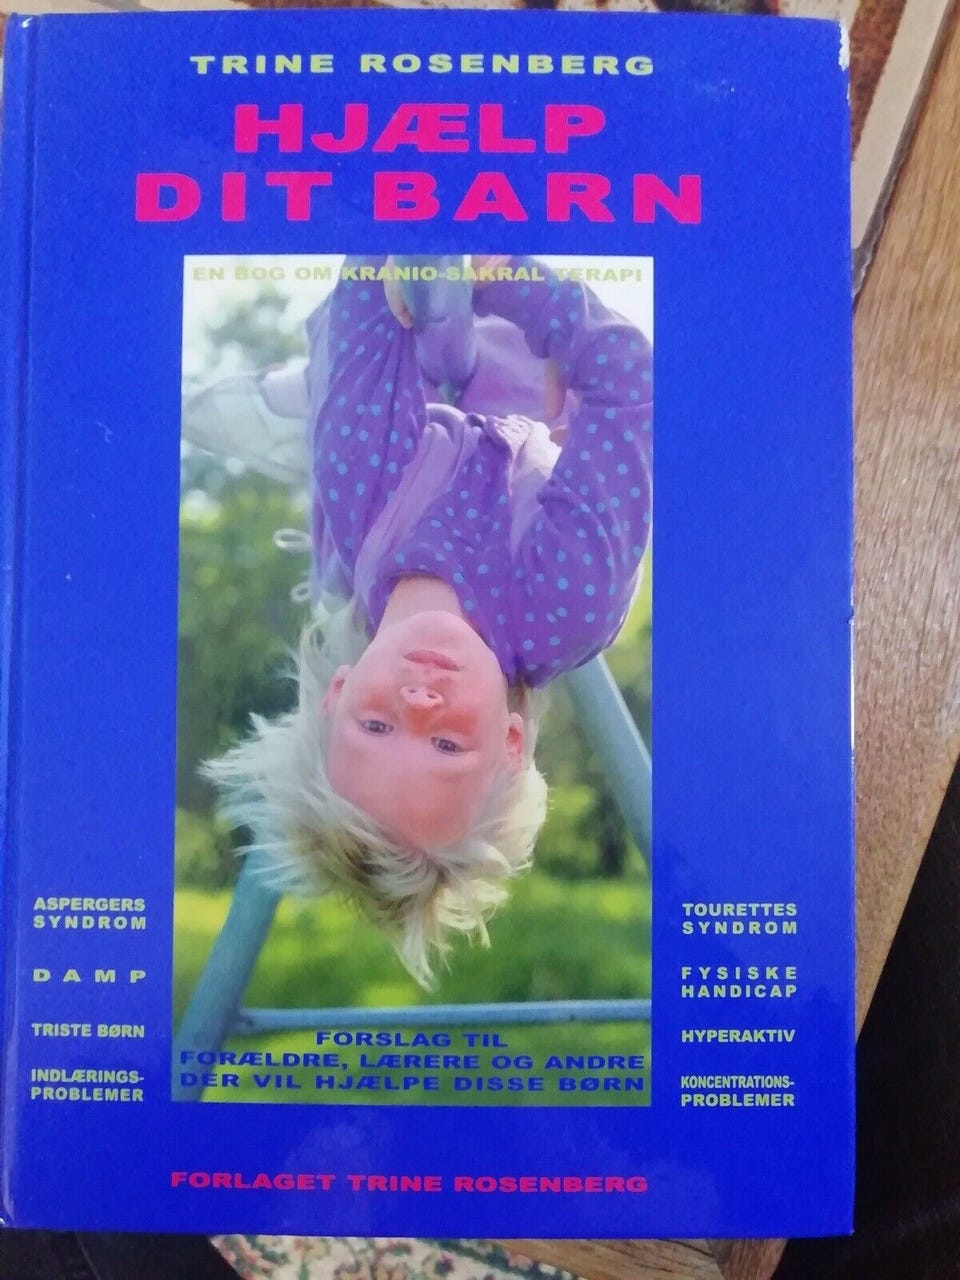 TRINE ROSENBERG
HJÆLP
DIT BARN
EN BOG OM KRANIO-SAKRAL TERAPI
ASPERGERS
SYNDROM
DAMP
TRISTE BØRN
INDLÆRINGS-
PROBLEMER
TOURETTES
SYNDROM
FYSISKE
HANDICAP
HYPERAKTIV
KONCENTRATIONS-
PROBLEMER
FORSLAG TIL
FORÆLDRE, LÆRERE OG ANDRE
DER VIL HJÆLPE DISSE BØRN
FORLAGET TRINE ROSENBERG